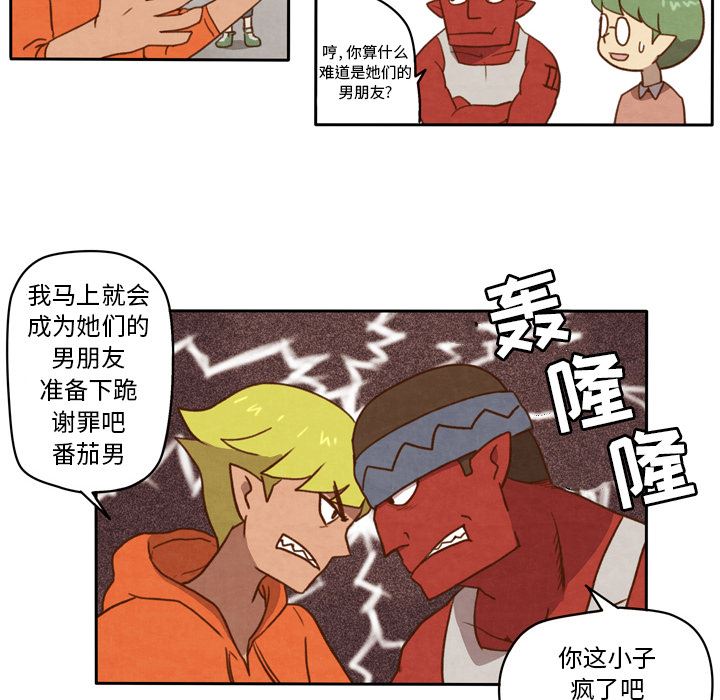 哼,你算什么
难道是她们的
男朋友?
我马上就会
成为她们的
男朋友
准备下跪
谢罪吧
番茄男
轰
隆
隆
你这小子
疯了吧